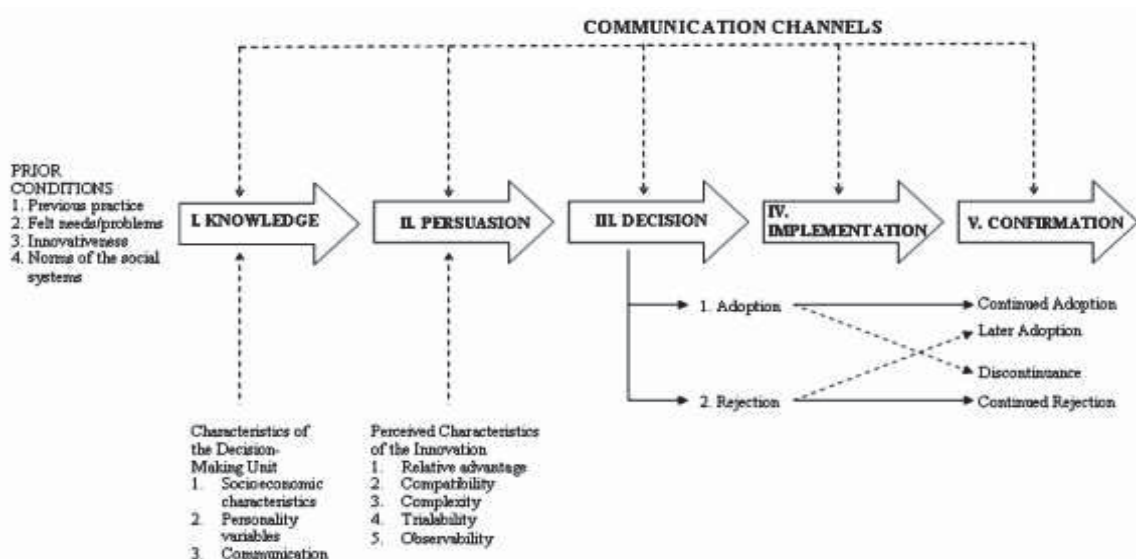 COMMUNICATION CHANNELS
PRIOR
CONDITIONS
1. Previous practice
2. Felt needs/problems
3. Innovativeness
4. Norms of the social
systems
I. KNOWLEDGE
II. PERSUASION
III. DECISION
IV.
IMPLEMENTATION
V. CONFIRMATION
1. Adoption
2. Rejection
Continued Adoption
Later Adoption
Discontinuance
Continued Rejection
Characteristics of
the Decision-
Making Unit
1. Socioeconomic
characteristics
2. Personality
variables
3. Communication
Perceived Characteristics
of the Innovation
1. Relative advantage
2. Compatibility
3. Complexity
4. Trialability
5. Observability